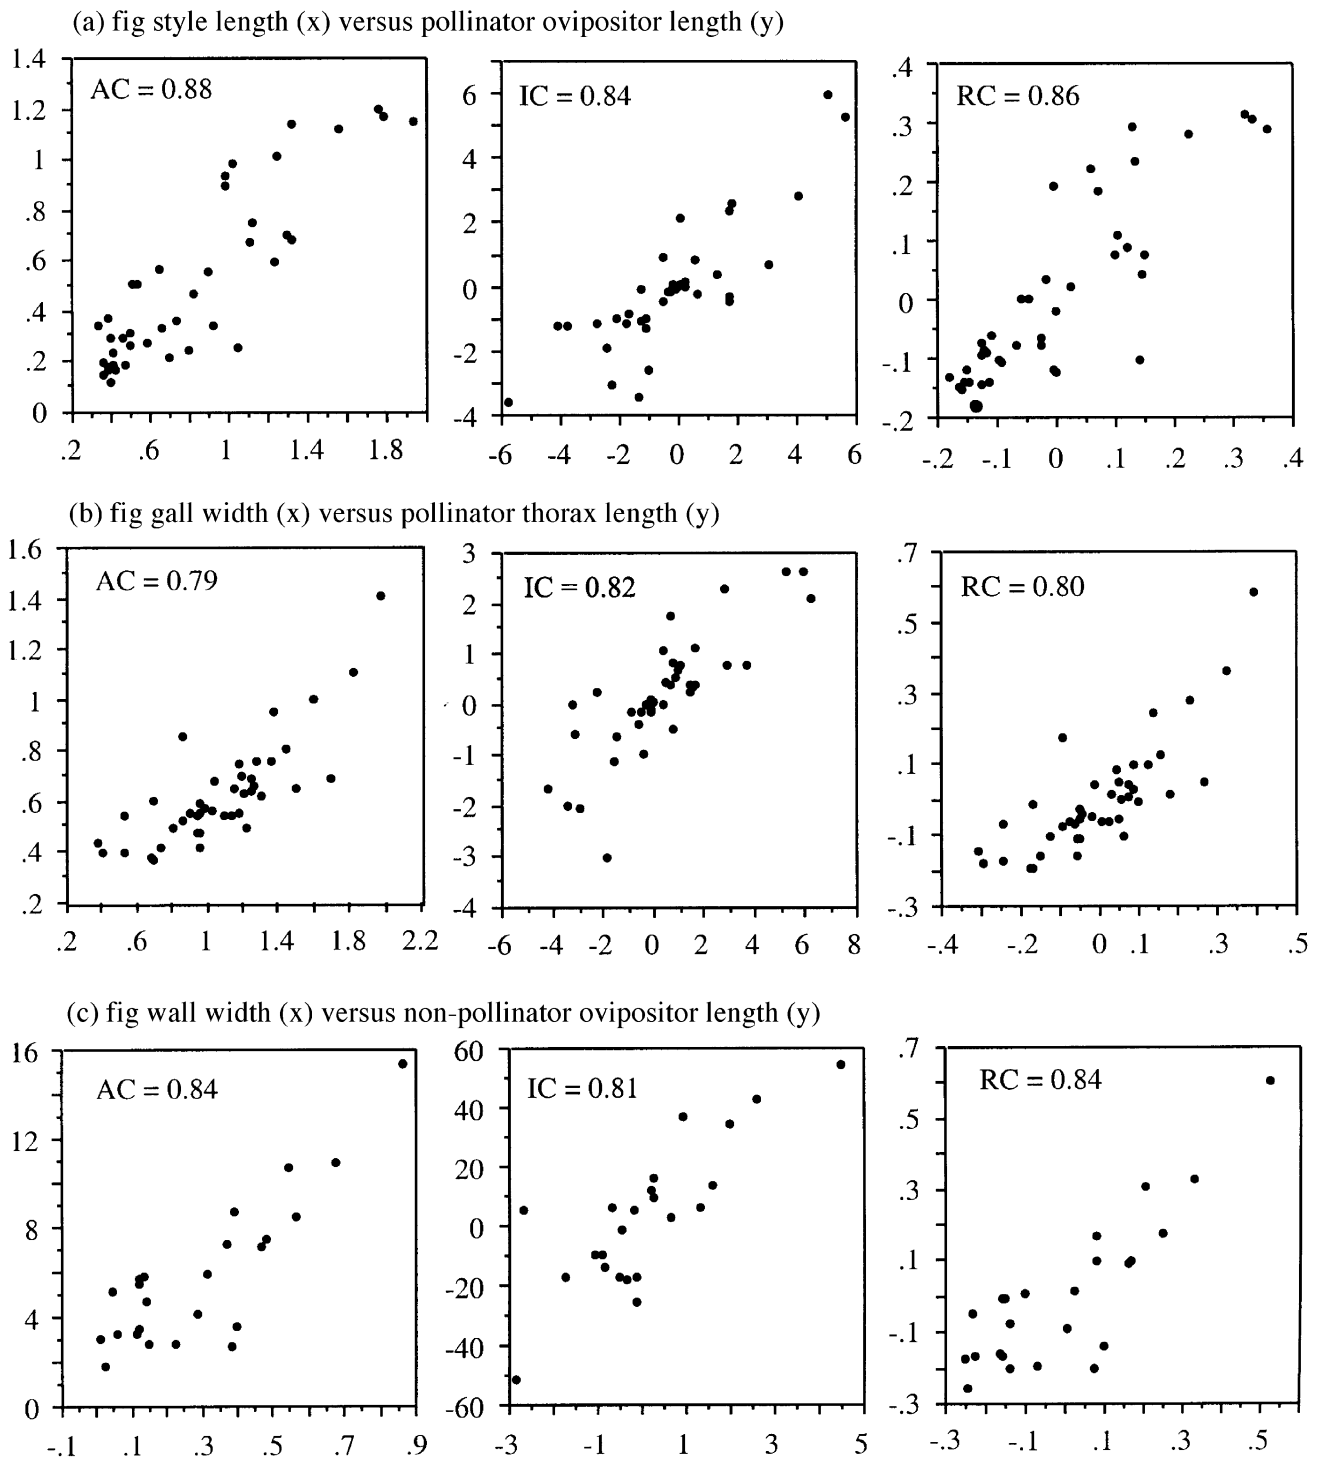 (a) fig style length (x) versus pollinator ovipositor length (y)
AC = 0.88
1.4
1.2
1
.8
.6
.4
.2
0
.2 .6 1 1.4 1.8
IC = 0.84
6
4
2
0
-2
-4
-6 -4 -2 0 2 4 6
RC = 0.86
.4
.3
.2
.1
0
-.1
-.2
-.2 -.1 0 .1 .2 .3 .4
(b) fig gall width (x) versus pollinator thorax length (y)
AC = 0.79
1.6
1.4
1.2
1
.8
.6
.4
.2
.2 .6 1 1.4 1.8 2.2
IC = 0.82
3
2
1
0
-1
-2
-3
-4
-6 -4 -2 0 2 4 6 8
RC = 0.80
.7
.5
.3
.1
-.1
-.3
-.4 -.2 0 .1 .3 .5
(c) fig wall width (x) versus non-pollinator ovipositor length (y)
AC = 0.84
16
12
8
4
0
-.1 .1 .3 .5 .7 .9
IC = 0.81
60
40
20
0
-20
-40
-60
-3 -1 1 3 5
RC = 0.84
.7
.5
.3
.1
-.1
-.3
-.3 -.1 .1 .3 .5